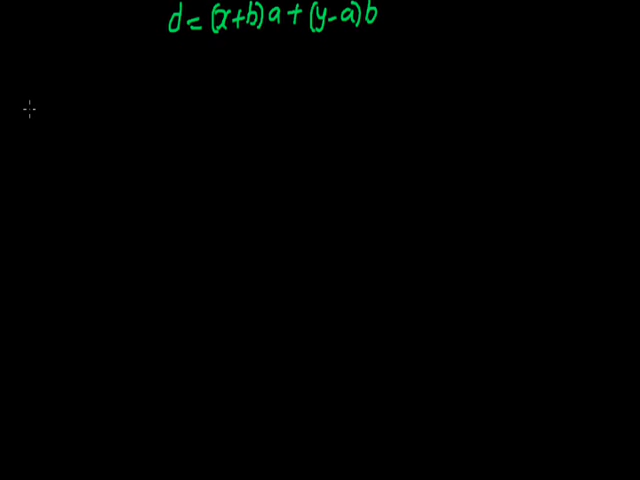 d = (x+b)a + (y-a)b